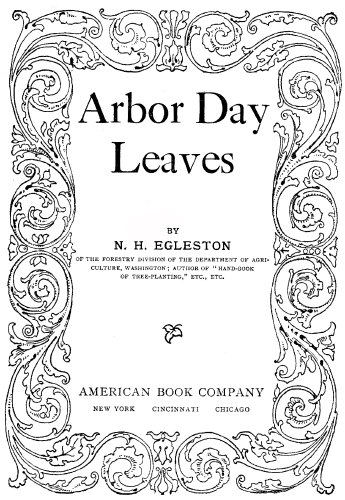 Arbor Day
Leaves
BY
N. H. EGLESTON
OF THE FORESTRY DIVISION OF THE DEPARTMENT OF AGRI-
CULTURE, WASHINGTON; AUTHOR OF "HAND-BOOK
OF TREE-PLANTING," ETC., ETC.
AMERICAN BOOK COMPANY
NEW YORK CINCINNATI CHICAGO